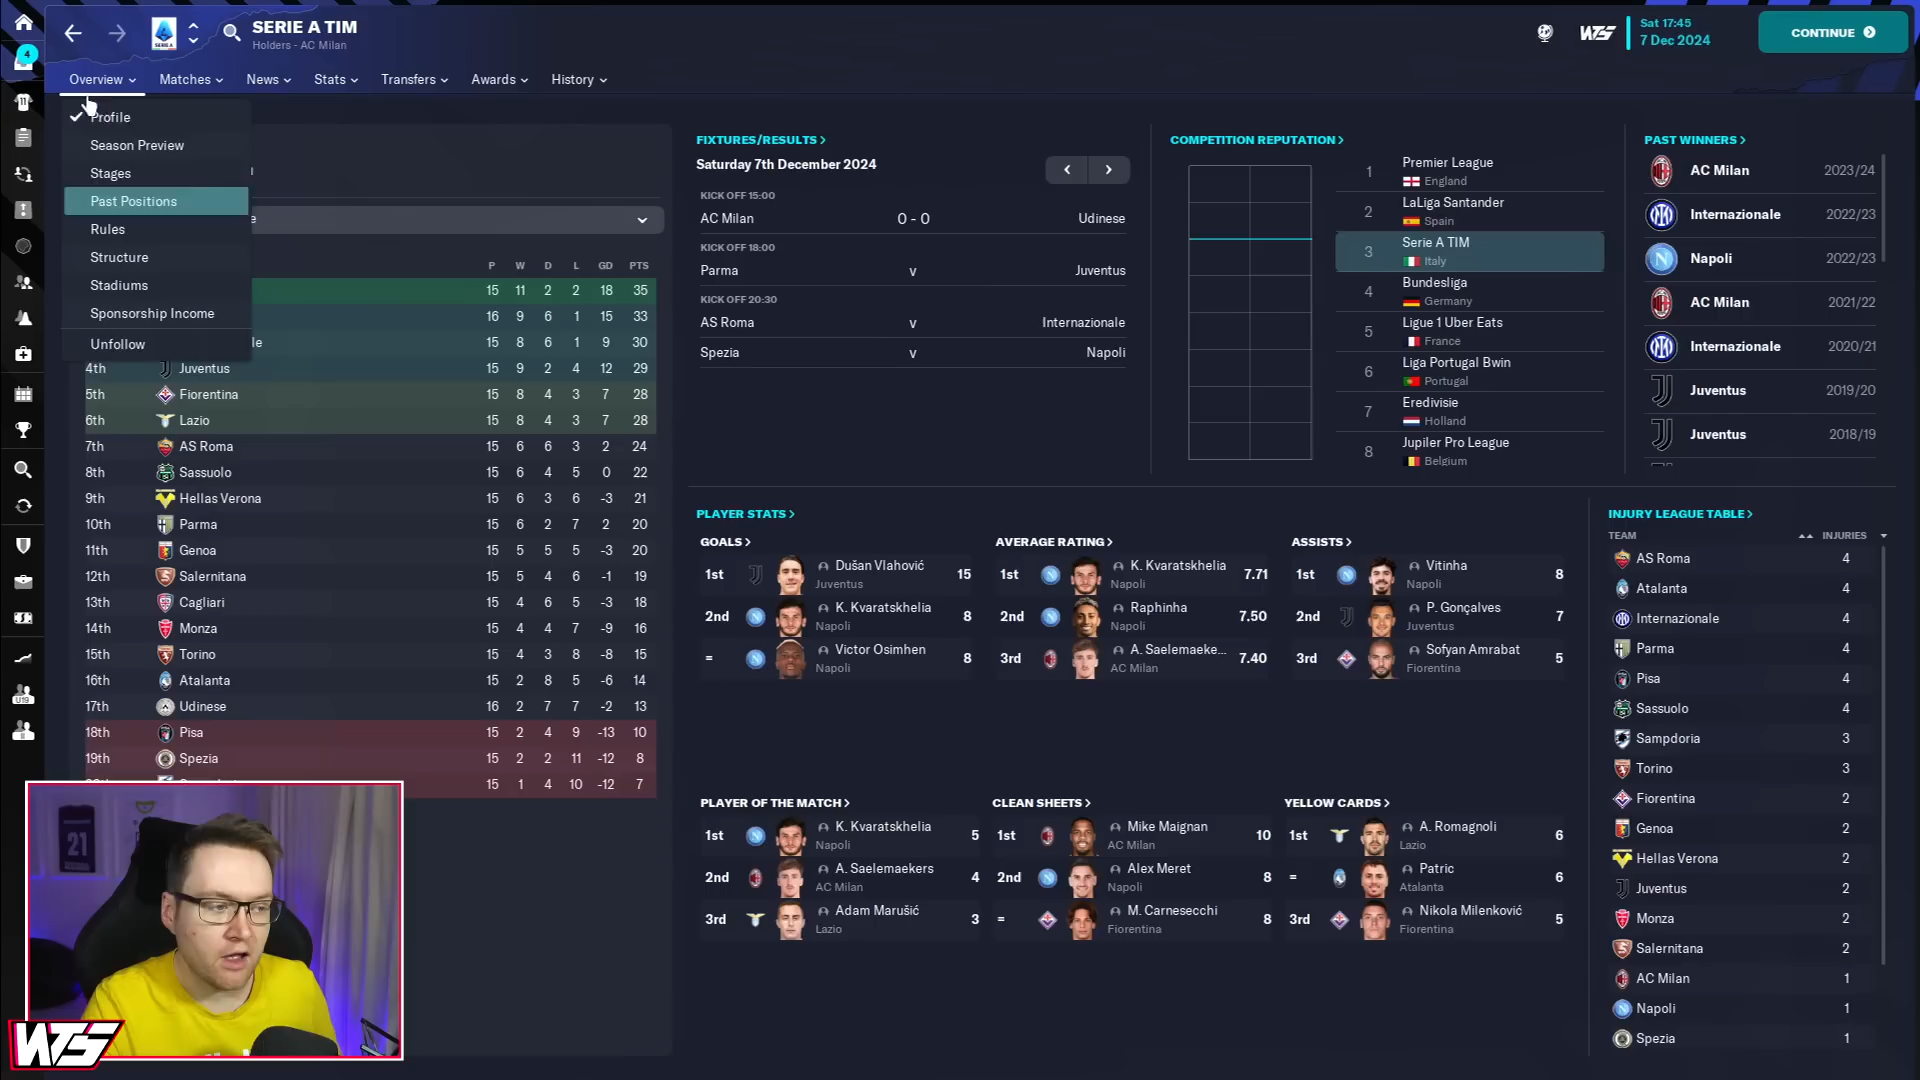 SERIE A TIM
Holders - AC Milan
Sat 17:45
7 Dec 2024
CONTINUE
4
Overview
Matches
News
Stats
Transfers
Awards
History
Profile
Season Preview
Stages
Past Positions
Rules
Structure
Stadiums
Sponsorship Income
Unfollow
P W D L GD PTS
15 11 2 2 18 35
16 9 6 1 15 33
15 8 6 1 9 30
4th Juventus 15 9 2 4 12 29
5th Fiorentina 15 8 4 3 7 28
6th Lazio 15 8 4 3 7 28
7th AS Roma 15 6 6 3 2 24
8th Sassuolo 15 6 4 5 0 22
9th Hellas Verona 15 6 3 6 -3 21
10th Parma 15 6 2 7 2 20
11th Genoa 15 5 5 5 -3 20
12th Salernitana 15 5 4 6 -1 19
13th Cagliari 15 4 6 5 -3 18
14th Monza 15 4 4 7 -9 16
15th Torino 15 4 3 8 -8 15
16th Atalanta 15 2 8 5 -6 14
17th Udinese 16 2 7 7 -2 13
18th Pisa 15 2 4 9 -13 10
19th Spezia 15 2 2 11 -12 8
15 1 4 10 -12 7
FIXTURES/RESULTS
Saturday 7th December 2024
KICK OFF 15:00
AC Milan 0 - 0 Udinese
KICK OFF 18:00
Parma v Juventus
KICK OFF 20:30
AS Roma v Internazionale
Spezia v Napoli
COMPETITION REPUTATION
1 Premier League
England
2 LaLiga Santander
Spain
3 Serie A TIM
Italy
4 Bundesliga
Germany
5 Ligue 1 Uber Eats
France
6 Liga Portugal Bwin
Portugal
7 Eredivisie
Holland
8 Jupiler Pro League
Belgium
PAST WINNERS
AC Milan 2023/24
Internazionale 2022/23
Napoli 2022/23
AC Milan 2021/22
Internazionale 2020/21
Juventus 2019/20
Juventus 2018/19
PLAYER STATS
GOALS
1st Dušan Vlahović 15
Juventus
2nd K. Kvaratskhelia 8
Napoli
= Victor Osimhen 8
Napoli
AVERAGE RATING
1st K. Kvaratskhelia 7.71
Napoli
2nd Raphinha 7.50
Napoli
3rd A. Saelemaeke... 7.40
AC Milan
ASSISTS
1st Vitinha 8
Napoli
2nd P. Gonçalves 7
Juventus
3rd Sofyan Amrabat 5
Fiorentina
PLAYER OF THE MATCH
1st K. Kvaratskhelia 5
Napoli
2nd A. Saelemaekers 4
AC Milan
3rd Adam Marušić 3
Lazio
CLEAN SHEETS
1st Mike Maignan 10
AC Milan
2nd Alex Meret 8
Napoli
= M. Carnesecchi 8
Fiorentina
YELLOW CARDS
1st A. Romagnoli 6
Lazio
= Patric 6
Atalanta
3rd Nikola Milenković 5
Fiorentina
INJURY LEAGUE TABLE
TEAM INJURIES
AS Roma 4
Atalanta 4
Internazionale 4
Parma 4
Pisa 4
Sassuolo 4
Sampdoria 3
Torino 3
Fiorentina 2
Genoa 2
Hellas Verona 2
Juventus 2
Monza 2
Salernitana 2
AC Milan 1
Napoli 1
Spezia 1
21
WTS